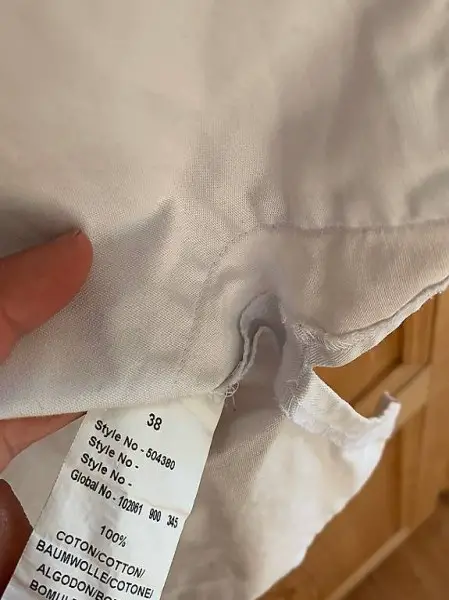 38
Style No - 504380
Style No -
Style No -
Global No - 102061 900 345
100%
COTON/COTTON/
BAUMWOLLE/COTONE/
ALGODON/